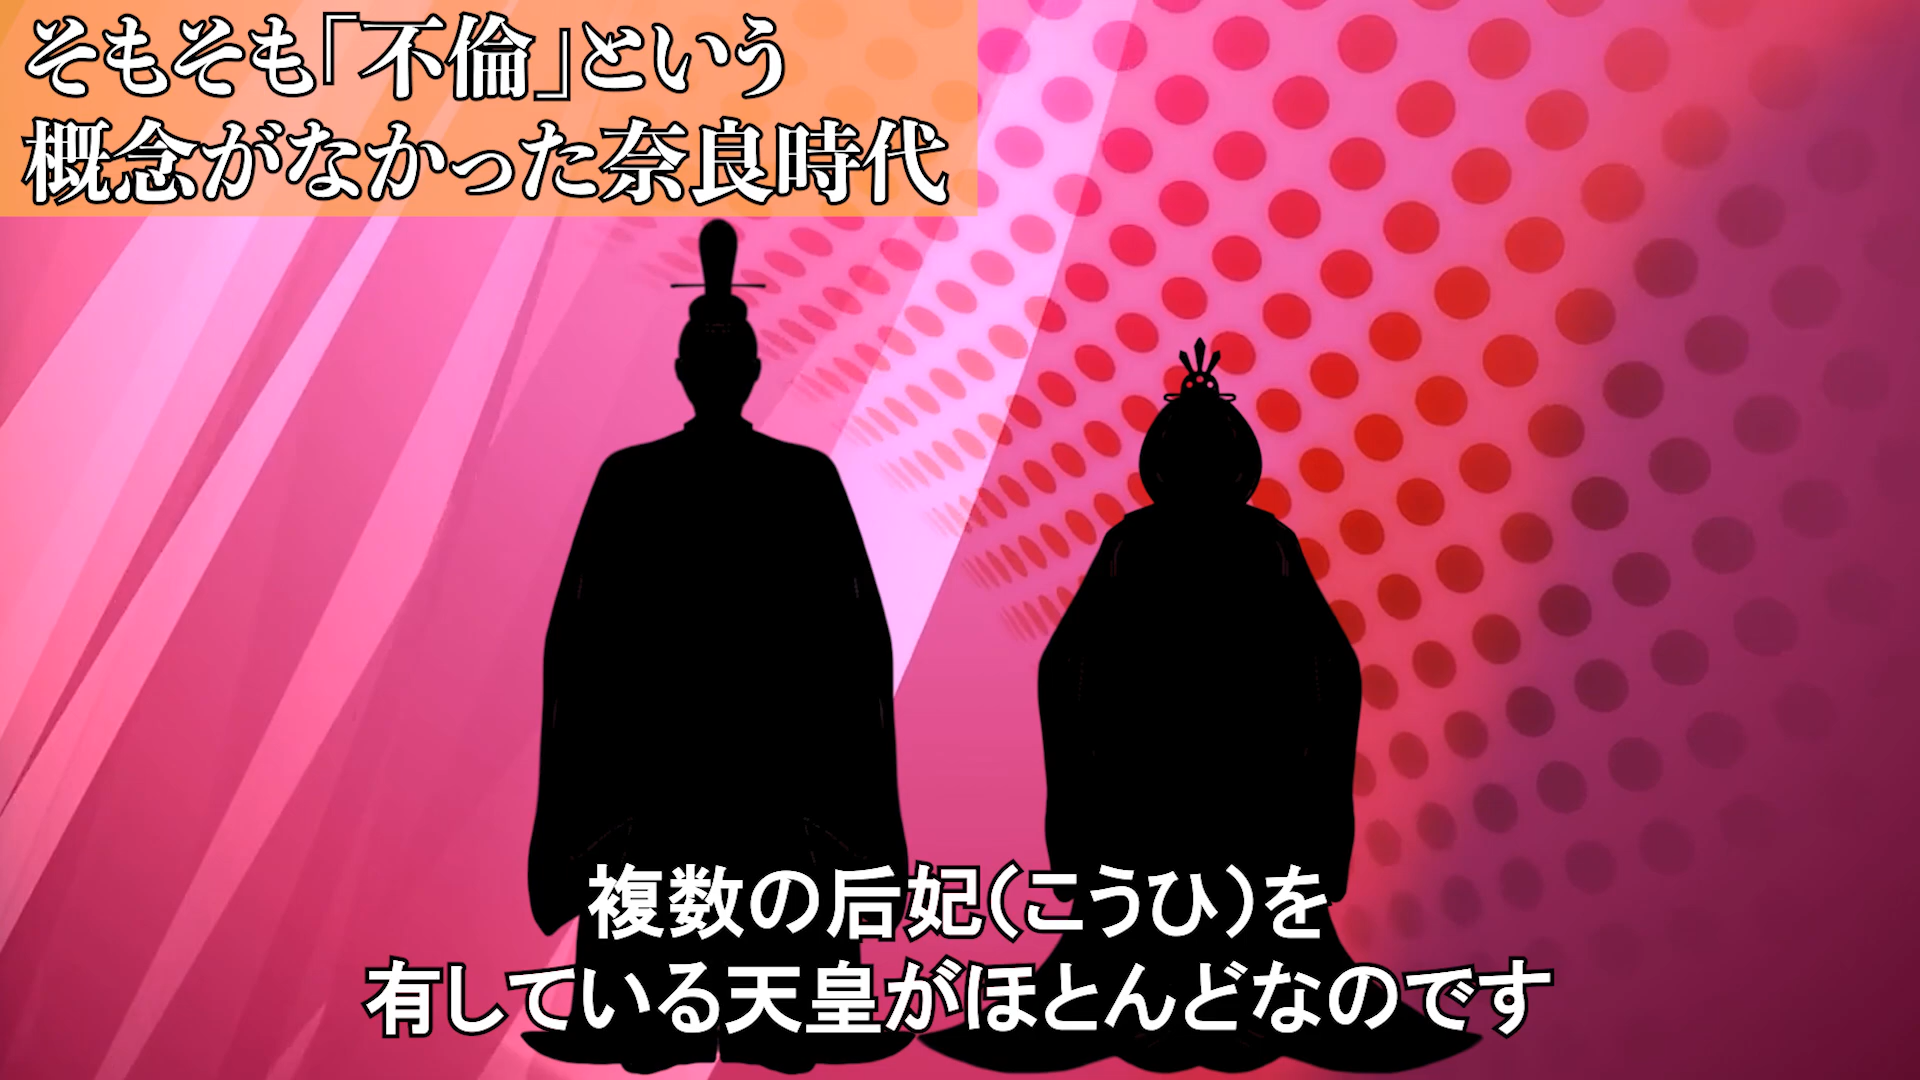 そもそも「不倫」という
概念がなかった奈良時代
複数の后妃（こうひ）を
有している天皇がほとんどなのです